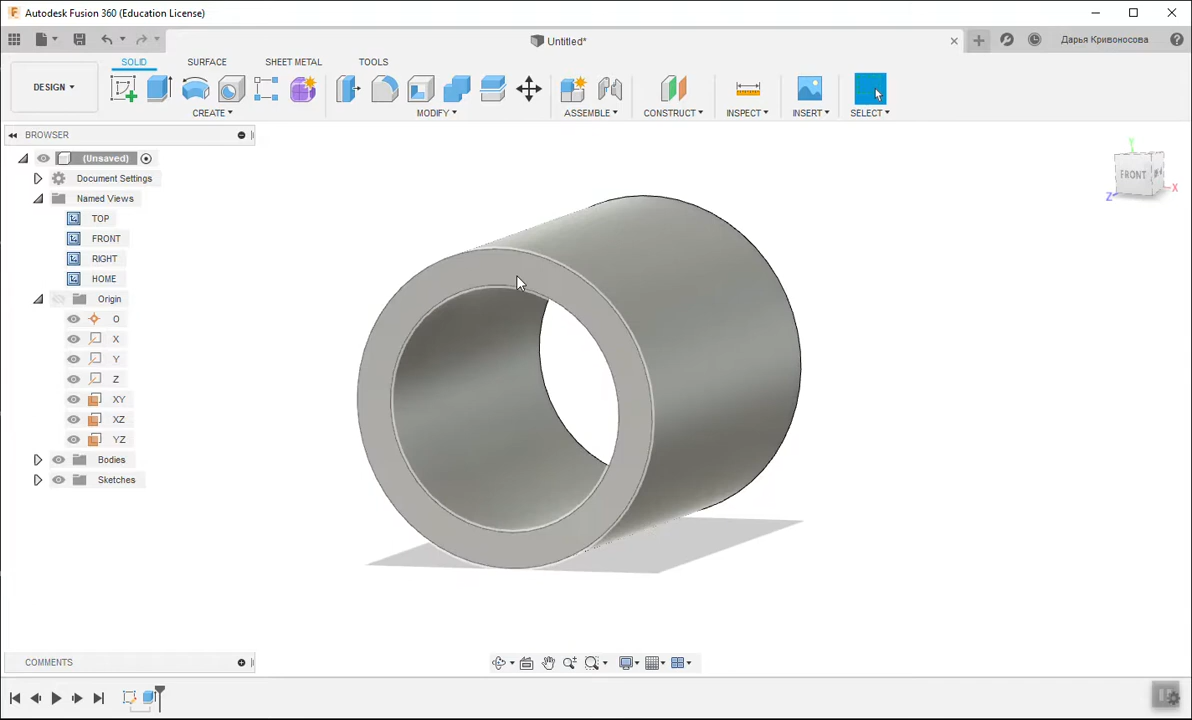 Autodesk Fusion 360 (Education License)
Untitled*
Дарья Кривоносова
SOLID
SURFACE
SHEET METAL
TOOLS
DESIGN
CREATE
MODIFY
ASSEMBLE
CONSTRUCT
INSPECT
INSERT
SELECT
BROWSER
(Unsaved)
Document Settings
Named Views
TOP
FRONT
RIGHT
HOME
Origin
O
X
Y
Z
XY
XZ
YZ
Bodies
Sketches
Y
FRONT
X
Z
COMMENTS